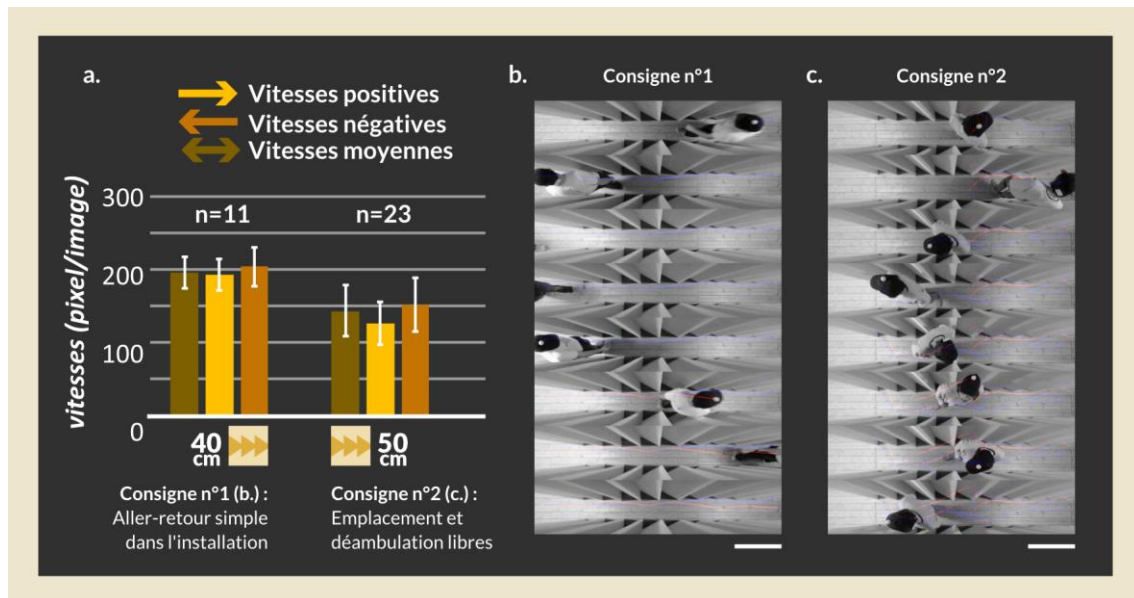 a.
Vitesses positives
Vitesses négatives
Vitesses moyennes
vitesses (pixel/image)
300
200
100
0
n=11
n=23
40
cm
50
cm
Consigne n°1 (b.) :
Aller-retour simple
dans l'installation
Consigne n°2 (c.) :
Emplacement et
déambulation libres
b.
Consigne n°1
c.
Consigne n°2